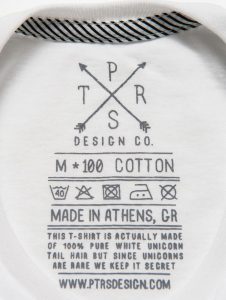 P
T R
S
DESIGN CO.
M * 100 COTTON
40
MADE IN ATHENS, GR
THIS T-SHIRT IS ACTUALLY MADE
OF 100% PURE WHITE UNICORN
TAIL HAIR BUT SINCE UNICORNS
ARE RARE WE KEEP IT SECRET
WWW.PTRSDESIGN.COM